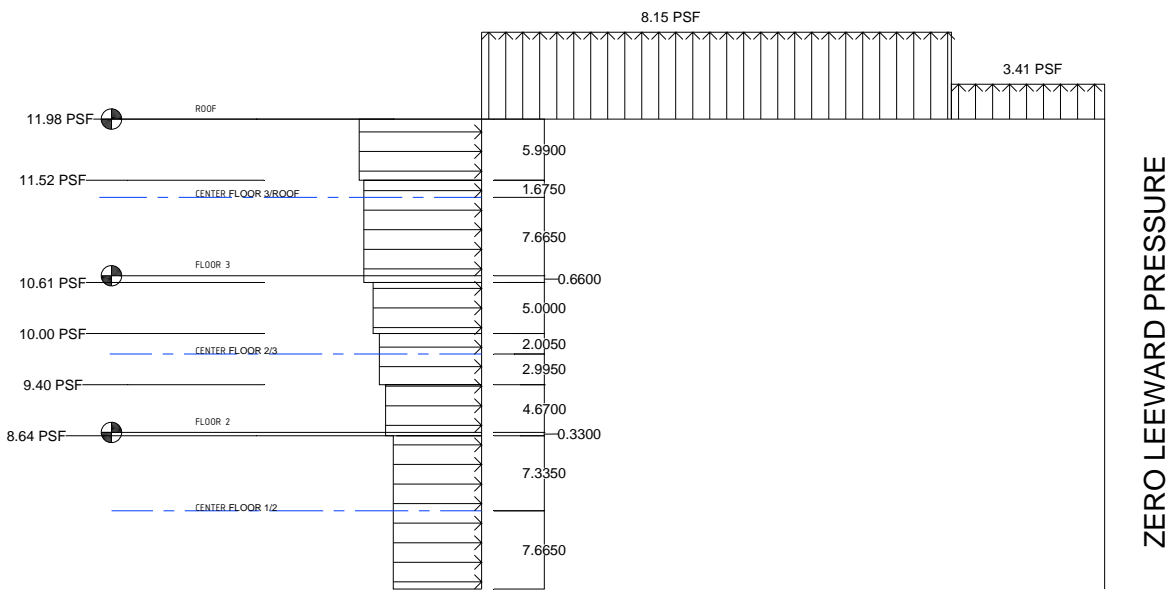 8.15 PSF
3.41 PSF
ROOF
11.98 PSF
5.9900
11.52 PSF
1.6750
CENTER FLOOR 3/ROOF
7.6650
FLOOR 3
0.6600
10.61 PSF
5.0000
10.00 PSF
2.0050
CENTER FLOOR 2/3
2.9950
9.40 PSF
4.6700
FLOOR 2
8.64 PSF
0.3300
7.3350
CENTER FLOOR 1/2
7.6650
ZERO LEEWARD PRESSURE